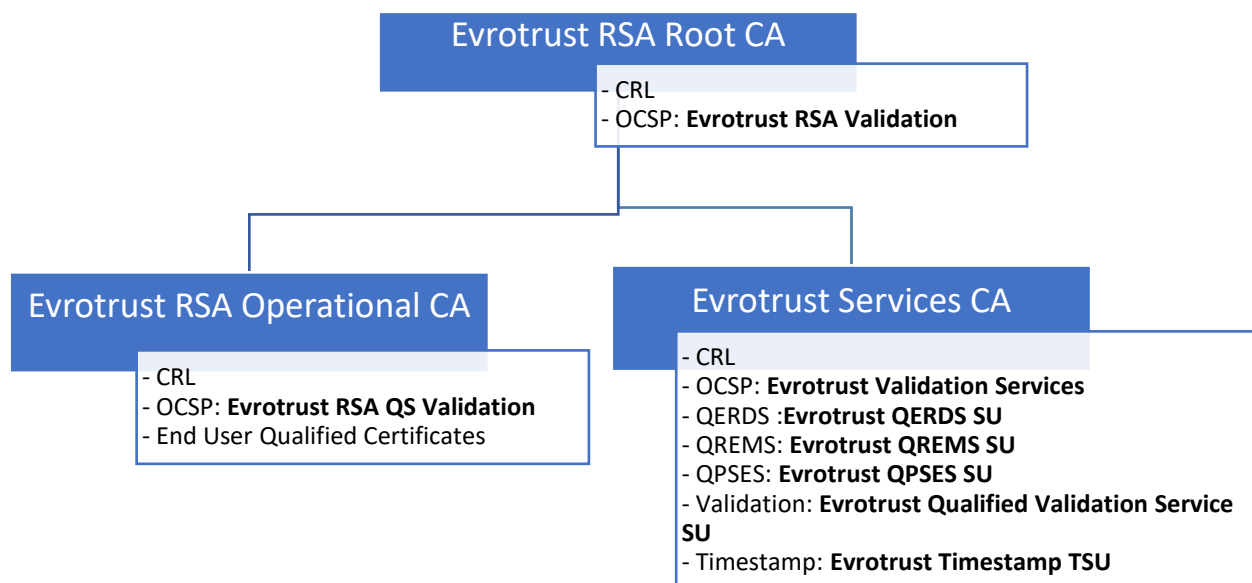 Evrotrust RSA Root CA
- CRL
- OCSP: Evrotrust RSA Validation
Evrotrust RSA Operational CA
- CRL
- OCSP: Evrotrust RSA QS Validation
- End User Qualified Certificates
Evrotrust Services CA
- CRL
- OCSP: Evrotrust Validation Services
- QERDS :Evrotrust QERDS SU
- QREMS: Evrotrust QREMS SU
- QPSES: Evrotrust QPSES SU
- Validation: Evrotrust Qualified Validation Service
SU
- Timestamp: Evrotrust Timestamp TSU